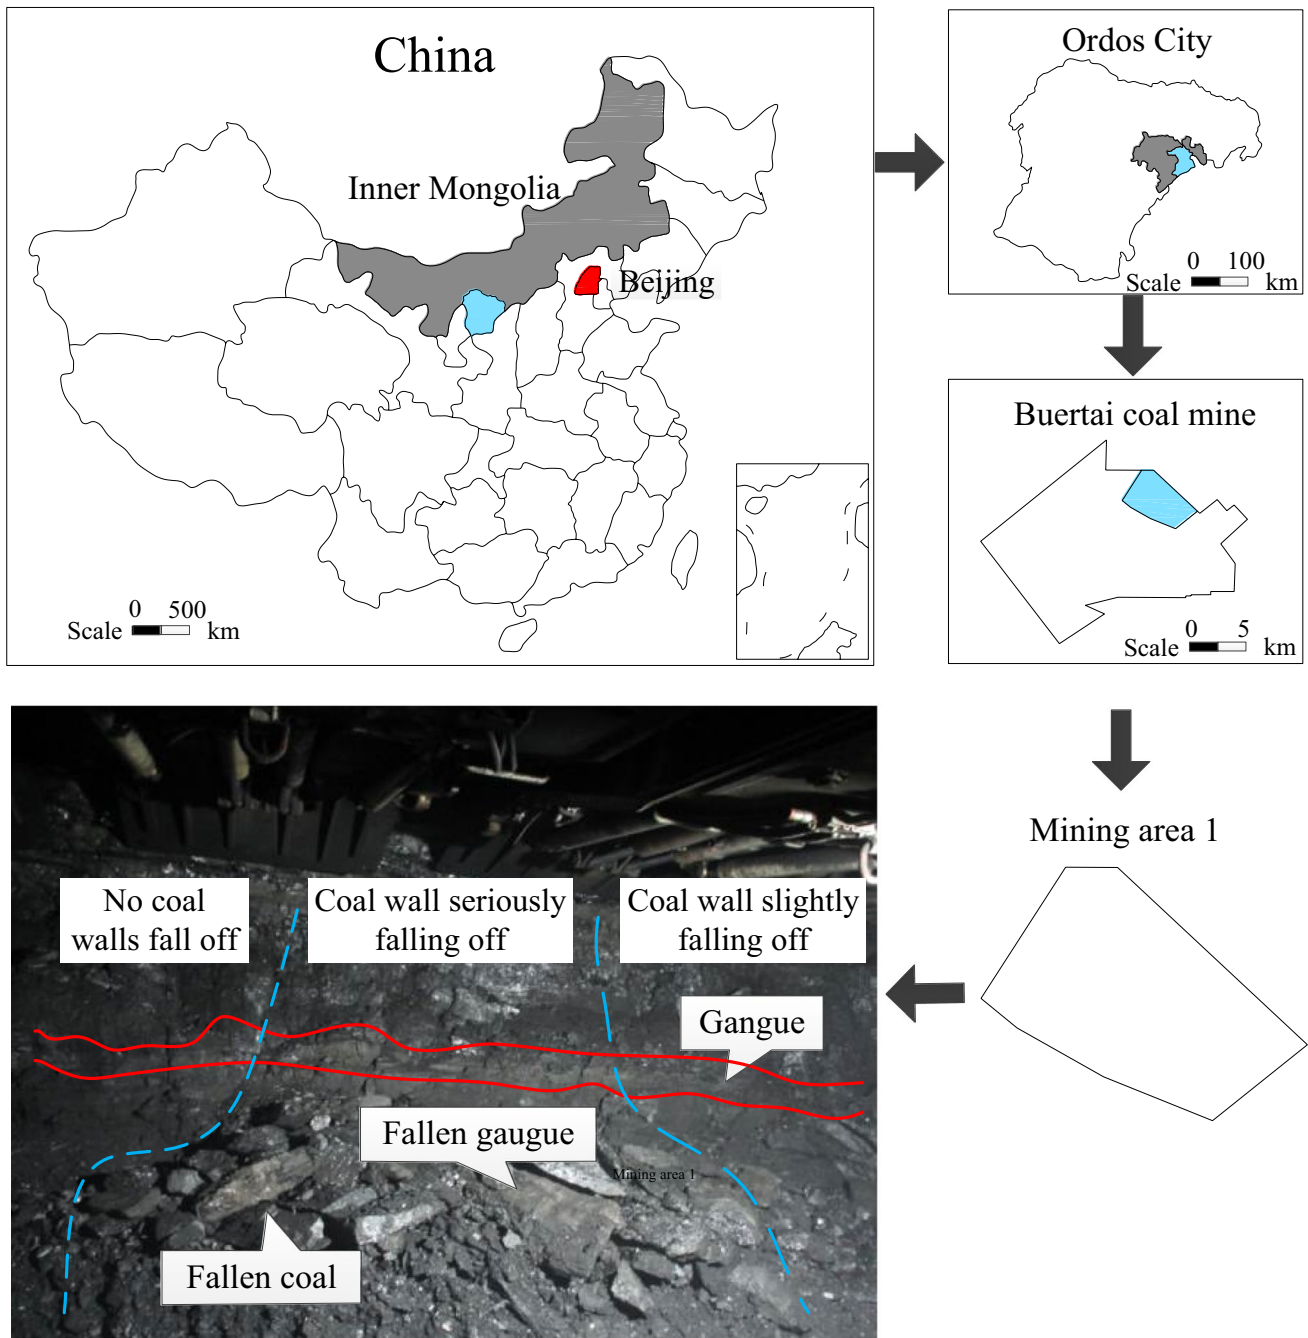 China
Inner Mongolia
Beijing
0 500
Scale km
Ordos City
0 100
Scale km
Buertai coal mine
0 5
Scale km
Mining area 1
No coal
walls fall off
Coal wall seriously
falling off
Coal wall slightly
falling off
Gangue
Fallen gaugue
Mining area 1
Fallen coal